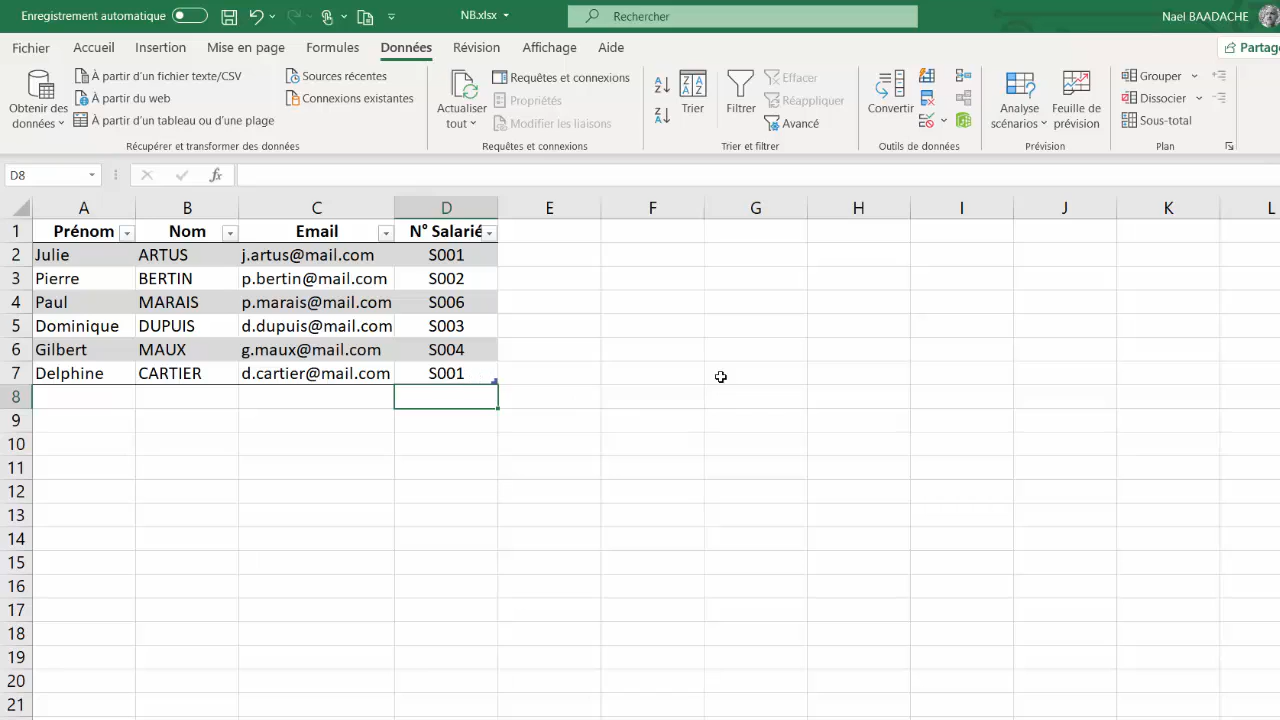 Enregistrement automatique NB.xlsx Rechercher Nael BAADACHE
Fichier Accueil Insertion Mise en page Formules Données Révision Affichage Aide Partage
Obtenir des données
À partir d'un fichier texte/CSV
À partir du web
À partir d'un tableau ou d'une plage
Sources récentes
Connexions existantes
Récupérer et transformer des données
Actualiser tout
Requêtes et connexions
Propriétés
Modifier les liaisons
Requêtes et connexions
Trier
Filtrer
Effacer
Réappliquer
Avancé
Trier et filtrer
Convertir
Outils de données
Analyse scénarios
Feuille de prévision
Prévision
Grouper
Dissocier
Sous-total
Plan
D8 fx
A B C D E F G H I J K L
1 Prénom Nom Email N° Salarié
2 Julie ARTUS j.artus@mail.com S001
3 Pierre BERTIN p.bertin@mail.com S002
4 Paul MARAIS p.marais@mail.com S006
5 Dominique DUPUIS d.dupuis@mail.com S003
6 Gilbert MAUX g.maux@mail.com S004
7 Delphine CARTIER d.cartier@mail.com S001
8
9
10
11
12
13
14
15
16
17
18
19
20
21